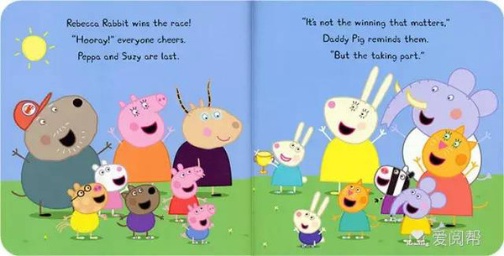 Rebecca Rabbit wins the race!
"Hooray!" everyone cheers.
Peppa and Suzy are last.
"It's not the winning that matters,"
Daddy Pig reminds them.
"But the taking part."
爱阅帮